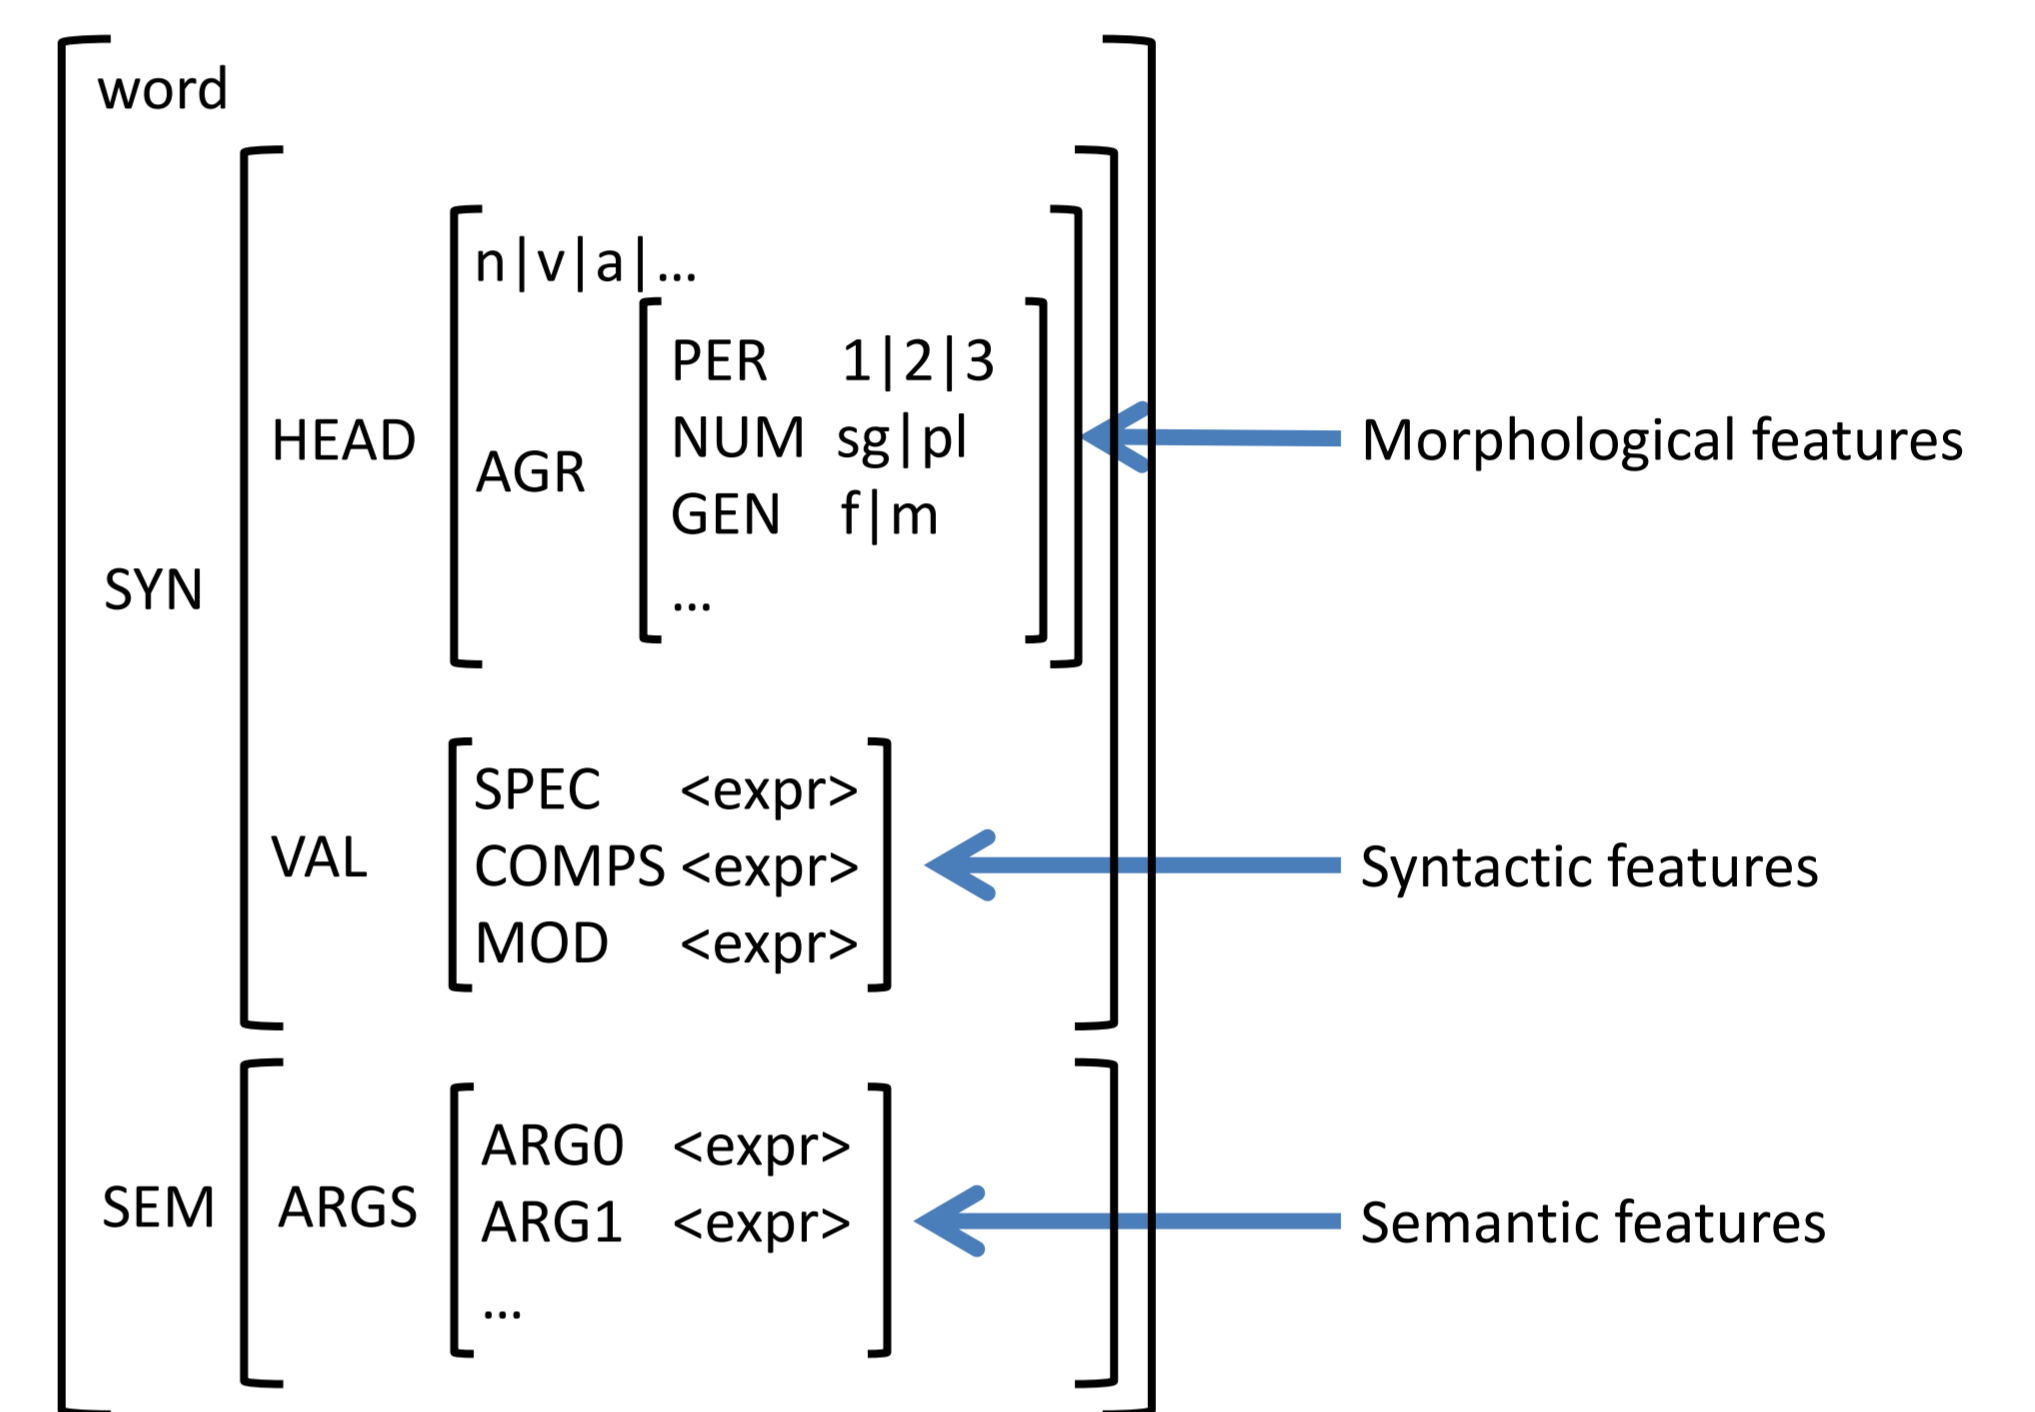 word
n|v|a|...
PER 1|2|3
HEAD NUM sg|pl Morphological features
AGR
GEN f|m
SYN ...
SPEC <expr>
VAL COMPS <expr> Syntactic features
MOD <expr>
ARG0 <expr>
SEM ARGS ARG1 <expr> Semantic features
...